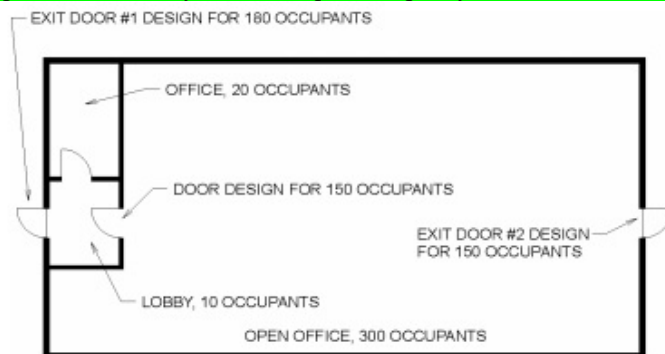 EXIT DOOR #1 DESIGN FOR 180 OCCUPANTS
OFFICE, 20 OCCUPANTS
DOOR DESIGN FOR 150 OCCUPANTS
EXIT DOOR #2 DESIGN
FOR 150 OCCUPANTS
LOBBY, 10 OCCUPANTS
OPEN OFFICE, 300 OCCUPANTS